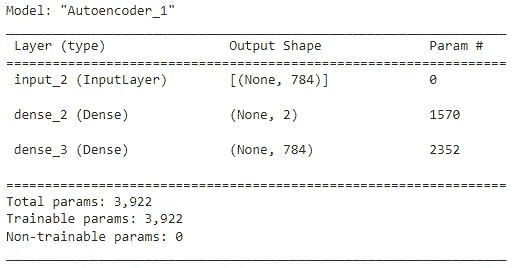 Model: "Autoencoder_1"
Layer (type) Output Shape Param #
input_2 (InputLayer) [(None, 784)] 0
dense_2 (Dense) (None, 2) 1570
dense_3 (Dense) (None, 784) 2352
Total params: 3,922
Trainable params: 3,922
Non-trainable params: 0